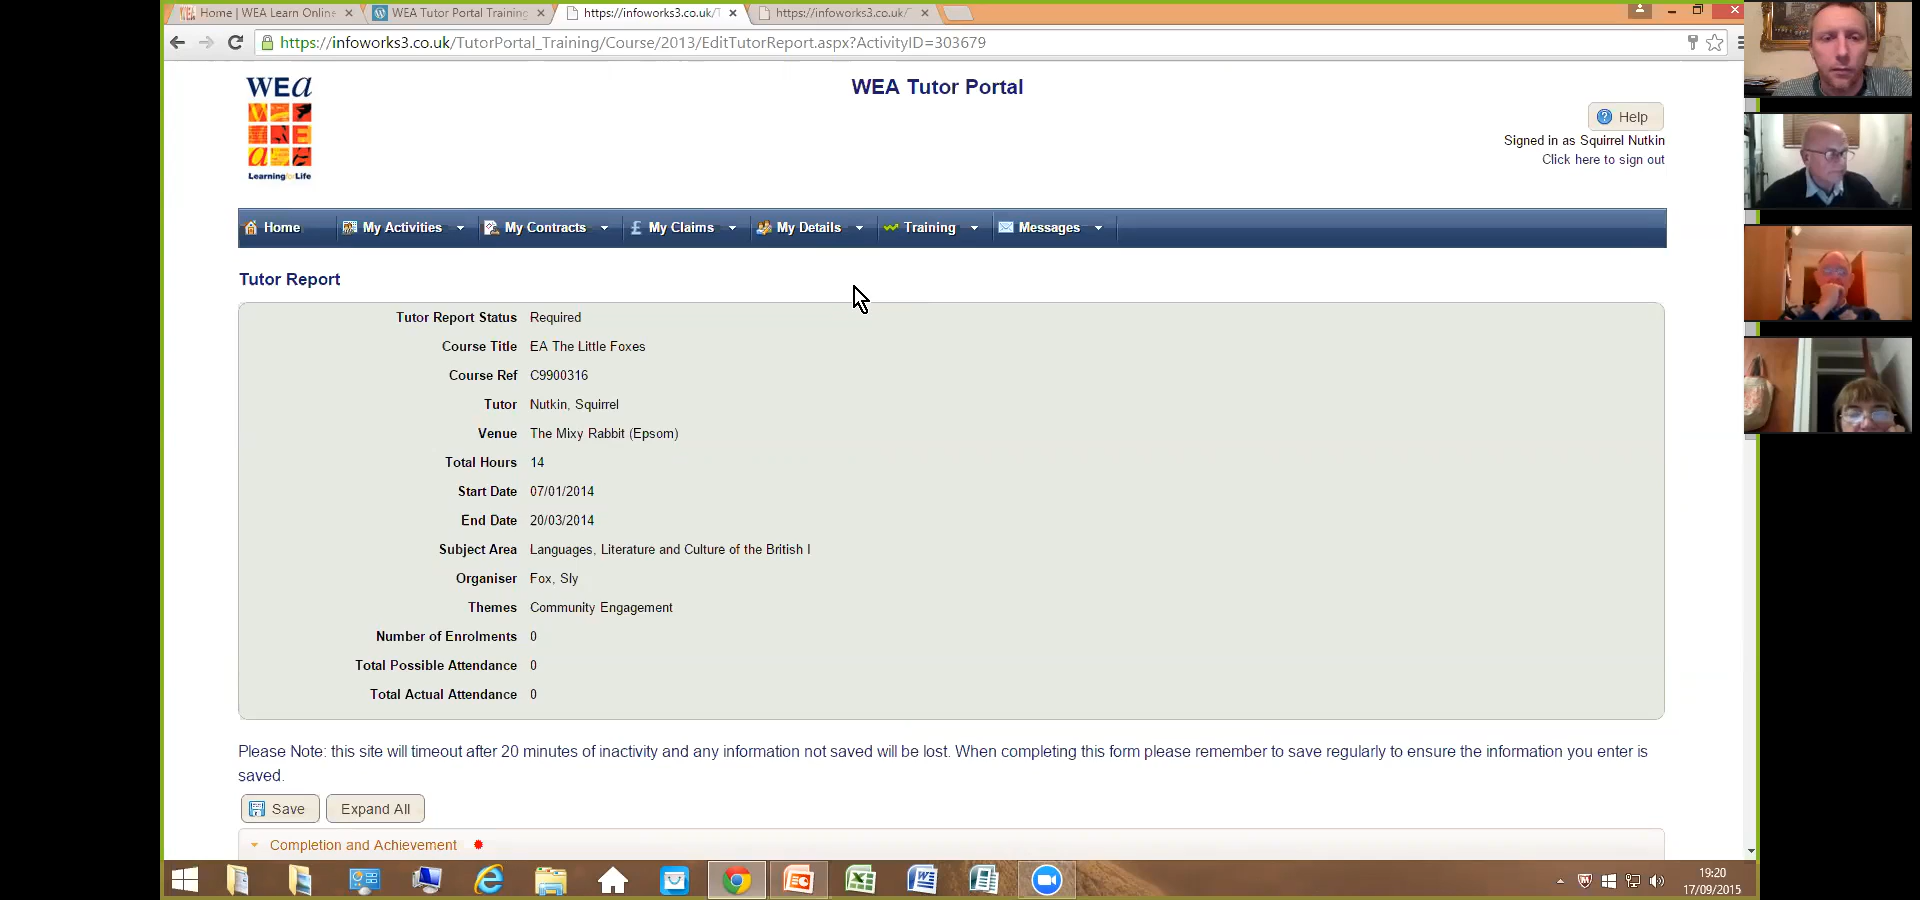 Home | WEA Learn Online
WEA Tutor Portal Training
https://infoworks3.co.uk/T
https://infoworks3.co.uk/T
https://infoworks3.co.uk/TutorPortal_Training/Course/2013/EditTutorReport.aspx?ActivityID=303679
WEA
WEA Tutor Portal
Help
Signed in as Squirrel Nutkin
Click here to sign out
Learning for Life
Home
My Activities
My Contracts
My Claims
My Details
Training
Messages
Tutor Report
Tutor Report Status Required
Course Title EA The Little Foxes
Course Ref C9900316
Tutor Nutkin, Squirrel
Venue The Mixy Rabbit (Epsom)
Total Hours 14
Start Date 07/01/2014
End Date 20/03/2014
Subject Area Languages, Literature and Culture of the British I
Organiser Fox, Sly
Themes Community Engagement
Number of Enrolments 0
Total Possible Attendance 0
Total Actual Attendance 0
Please Note: this site will timeout after 20 minutes of inactivity and any information not saved will be lost. When completing this form please remember to save regularly to ensure the information you enter is
saved.
Save
Expand All
Completion and Achievement
19:20
17/09/2015